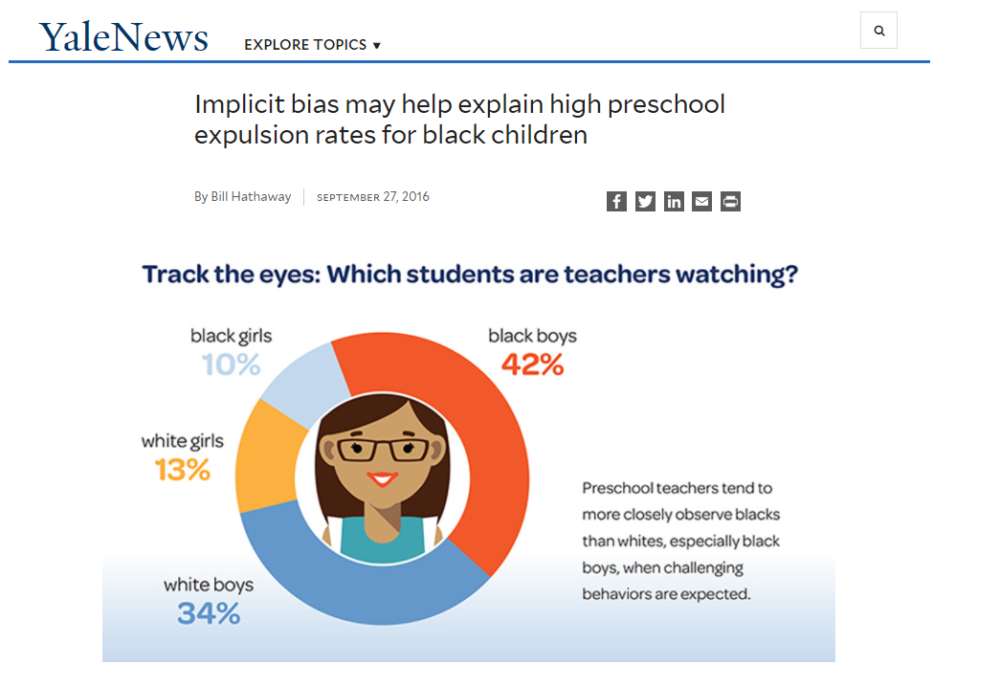 YaleNews
EXPLORE TOPICS ▼
Implicit bias may help explain high preschool
expulsion rates for black children
By Bill Hathaway
SEPTEMBER 27, 2016
Track the eyes: Which students are teachers watching?
black girls
10%
black boys
42%
white girls
13%
Preschool teachers tend to
more closely observe blacks
than whites, especially black
boys, when challenging
behaviors are expected.
white boys
34%